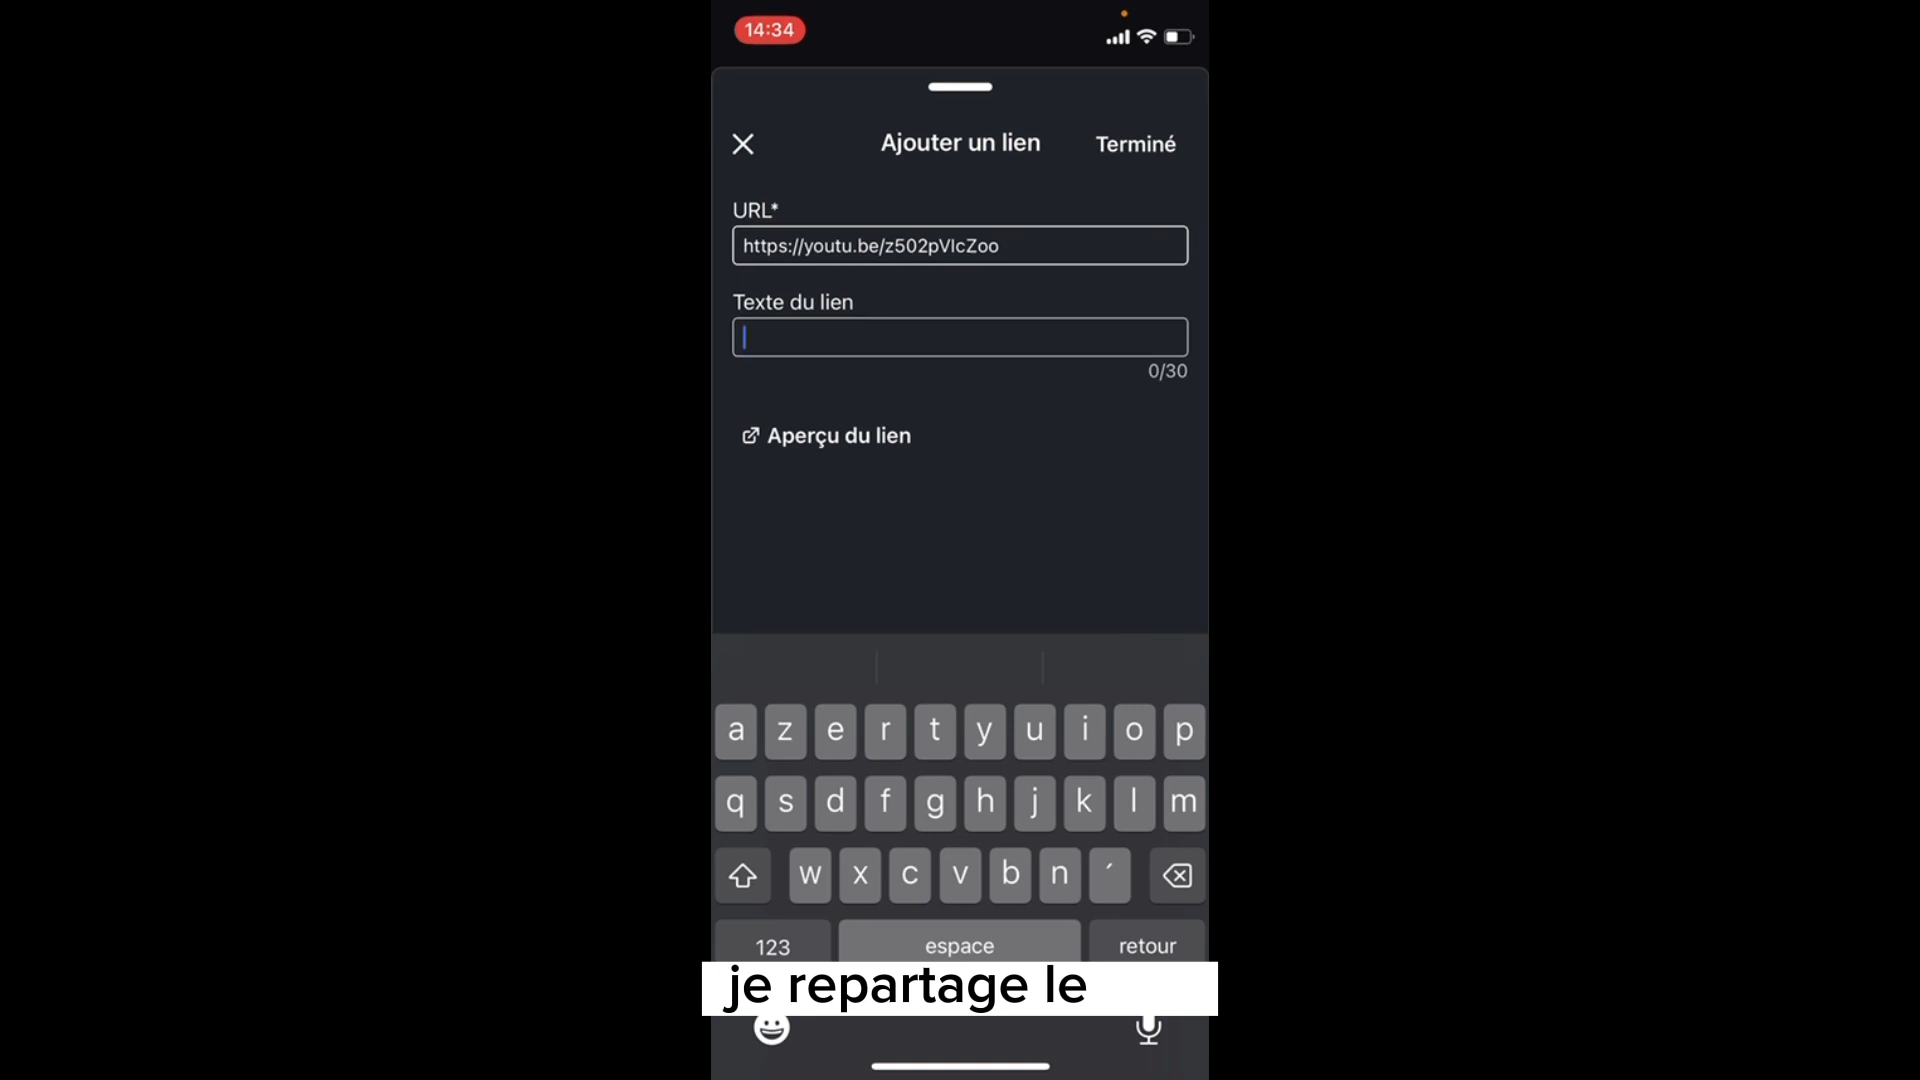 14:34
Ajouter un lien
Terminé
URL*
https://youtu.be/z502pVIcZoo
Texte du lien
0/30
Aperçu du lien
a z e r t y u i o p
q s d f g h j k l m
w x c v b n ´
123 espace retour
je repartage le